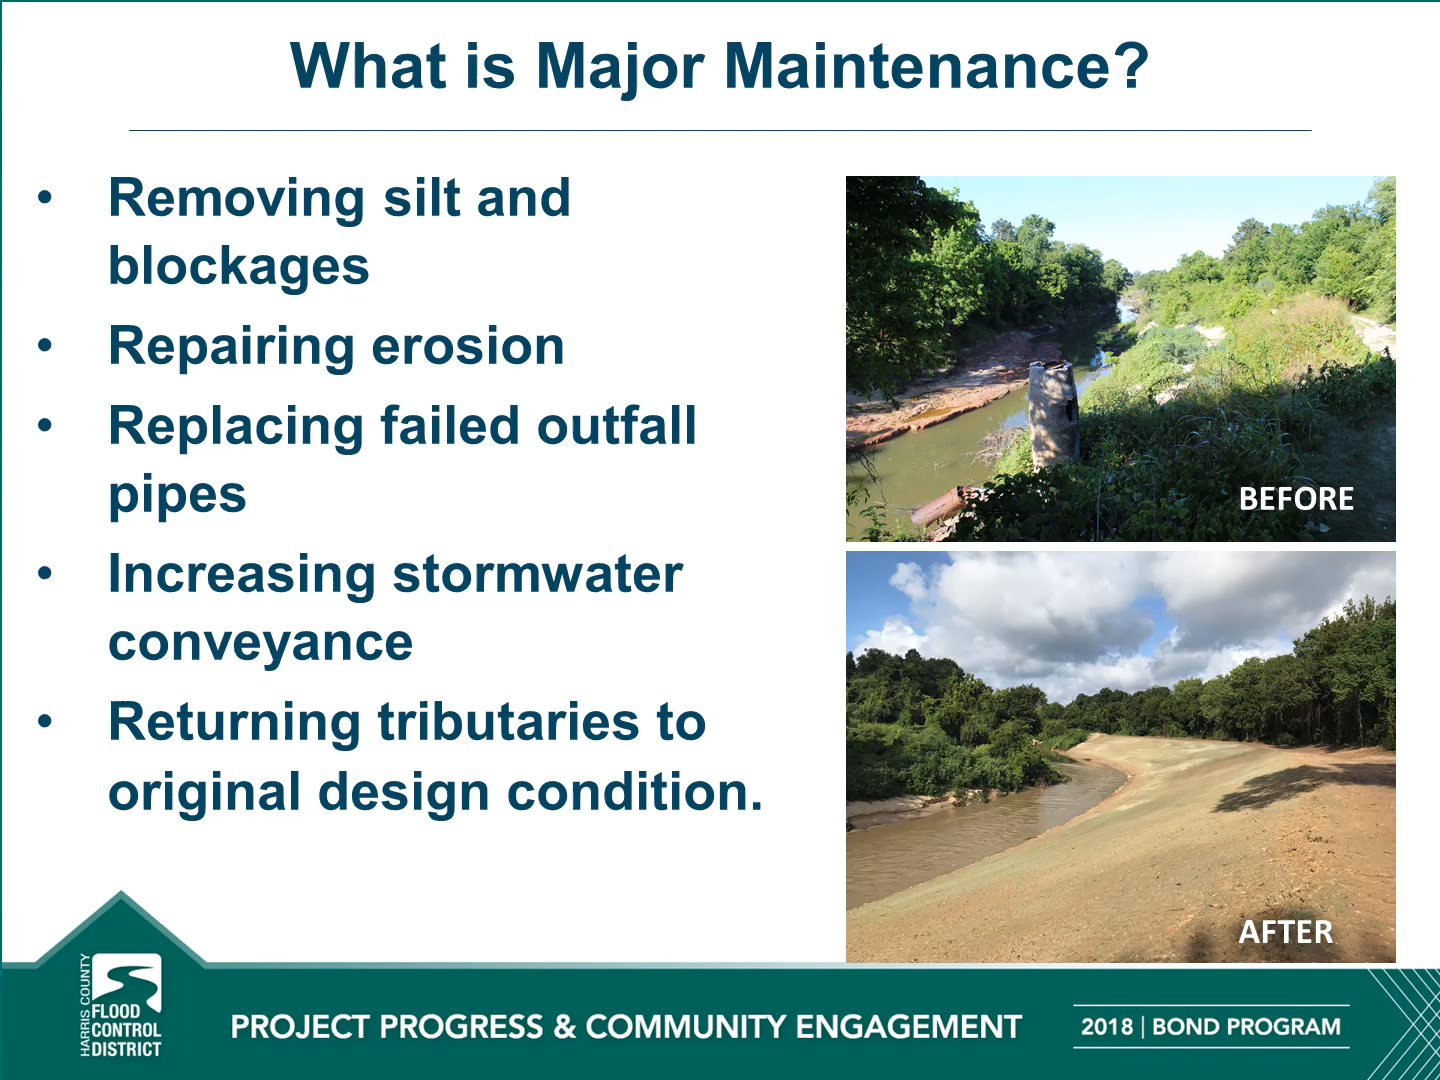 What is Major Maintenance?
• Removing silt and
blockages
• Repairing erosion
• Replacing failed outfall
pipes
• Increasing stormwater
conveyance
• Returning tributaries to
original design condition.
BEFORE
AFTER
HARRIS COUNTY
FLOOD
CONTROL
DISTRICT
PROJECT PROGRESS & COMMUNITY ENGAGEMENT
2018 | BOND PROGRAM